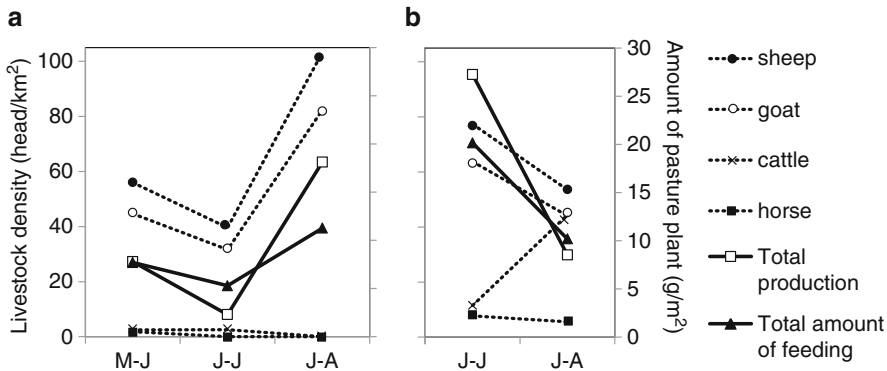 a
b
Livestock density (head/km²)
100
80
60
40
20
0
M-J
J-J
J-A
J-J
J-A
30
25
20
15
10
5
0
Amount of pasture plant (g/m²)
sheep
goat
cattle
horse
Total
production
Total amount
of feeding